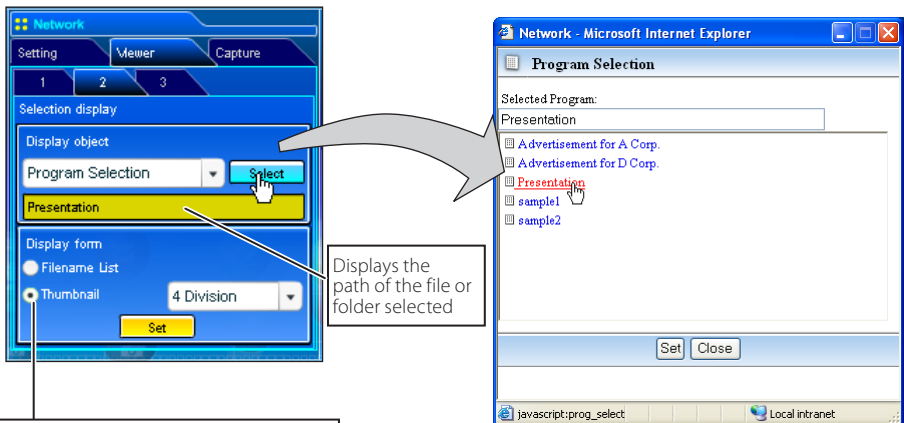 Network
Setting
Viewer
Capture
1
2
3
Selection display
Display object
Program Selection
Select
Presentation
Display form
Filename List
Thumbnail
4 Division
Set
Displays the
path of the file or
folder selected
Network - Microsoft Internet Explorer
Program Selection
Selected Program:
Presentation
Advertisement for A Corp.
Advertisement for D Corp.
Presentation
sample1
sample2
Set
Close
javascript:prog_select
Local intranet